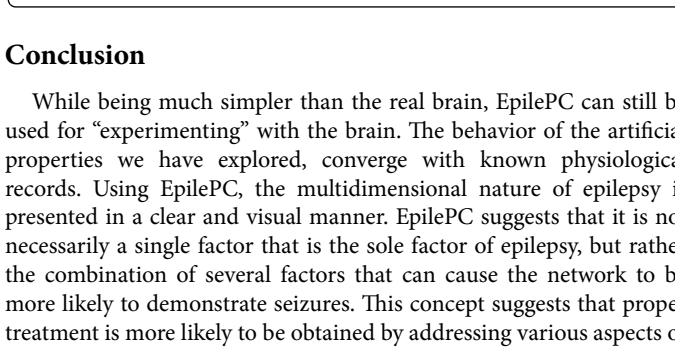 Conclusion
While being much simpler than the real brain, EpilePC can still b
used for “experimenting” with the brain. The behavior of the artificia
properties we have explored, converge with known physiologica
records. Using EpilePC, the multidimensional nature of epilepsy i
presented in a clear and visual manner. EpilePC suggests that it is no
necessarily a single factor that is the sole factor of epilepsy, but rathe
the combination of several factors that can cause the network to b
more likely to demonstrate seizures. This concept suggests that prope
treatment is more likely to be obtained by addressing various aspects o